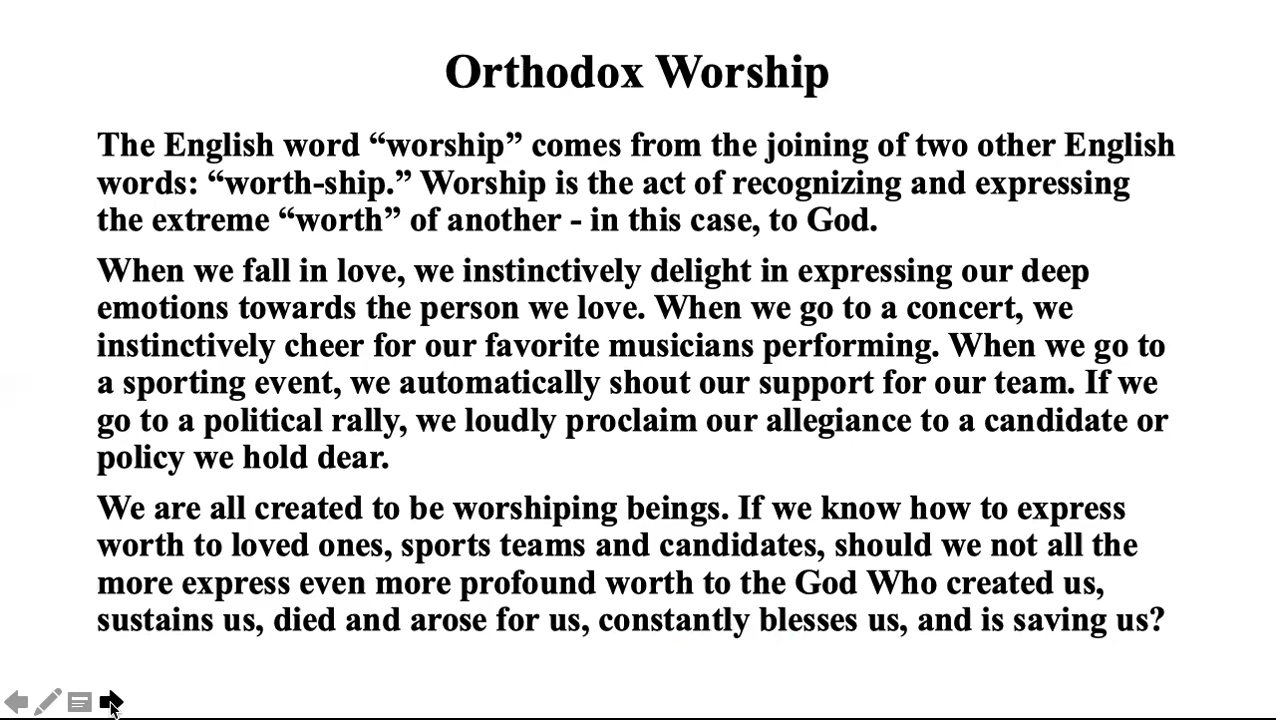 Orthodox Worship
The English word “worship” comes from the joining of two other English
words: “worth-ship.” Worship is the act of recognizing and expressing
the extreme “worth” of another - in this case, to God.
When we fall in love, we instinctively delight in expressing our deep
emotions towards the person we love. When we go to a concert, we
instinctively cheer for our favorite musicians performing. When we go to
a sporting event, we automatically shout our support for our team. If we
go to a political rally, we loudly proclaim our allegiance to a candidate or
policy we hold dear.
We are all created to be worshiping beings. If we know how to express
worth to loved ones, sports teams and candidates, should we not all the
more express even more profound worth to the God Who created us,
sustains us, died and arose for us, constantly blesses us, and is saving us?